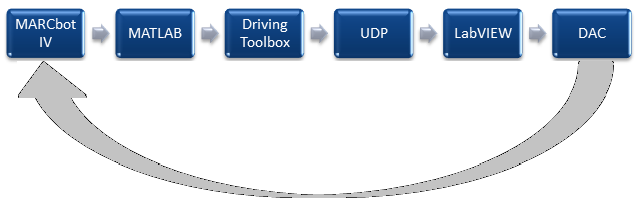 MARCbot
IV
MATLAB
Driving
Toolbox
UDP
LabVIEW
DAC